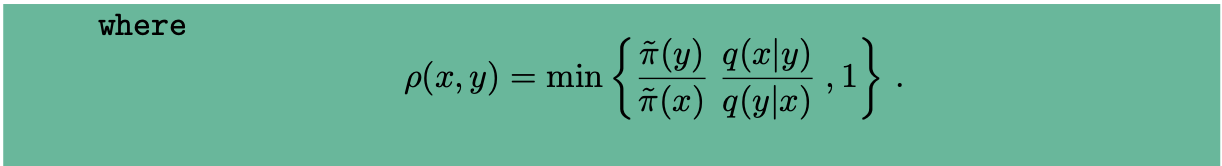 where
ρ(x, y) = min { π̃(y)/π̃(x) q(x|y)/q(y|x) , 1 } .